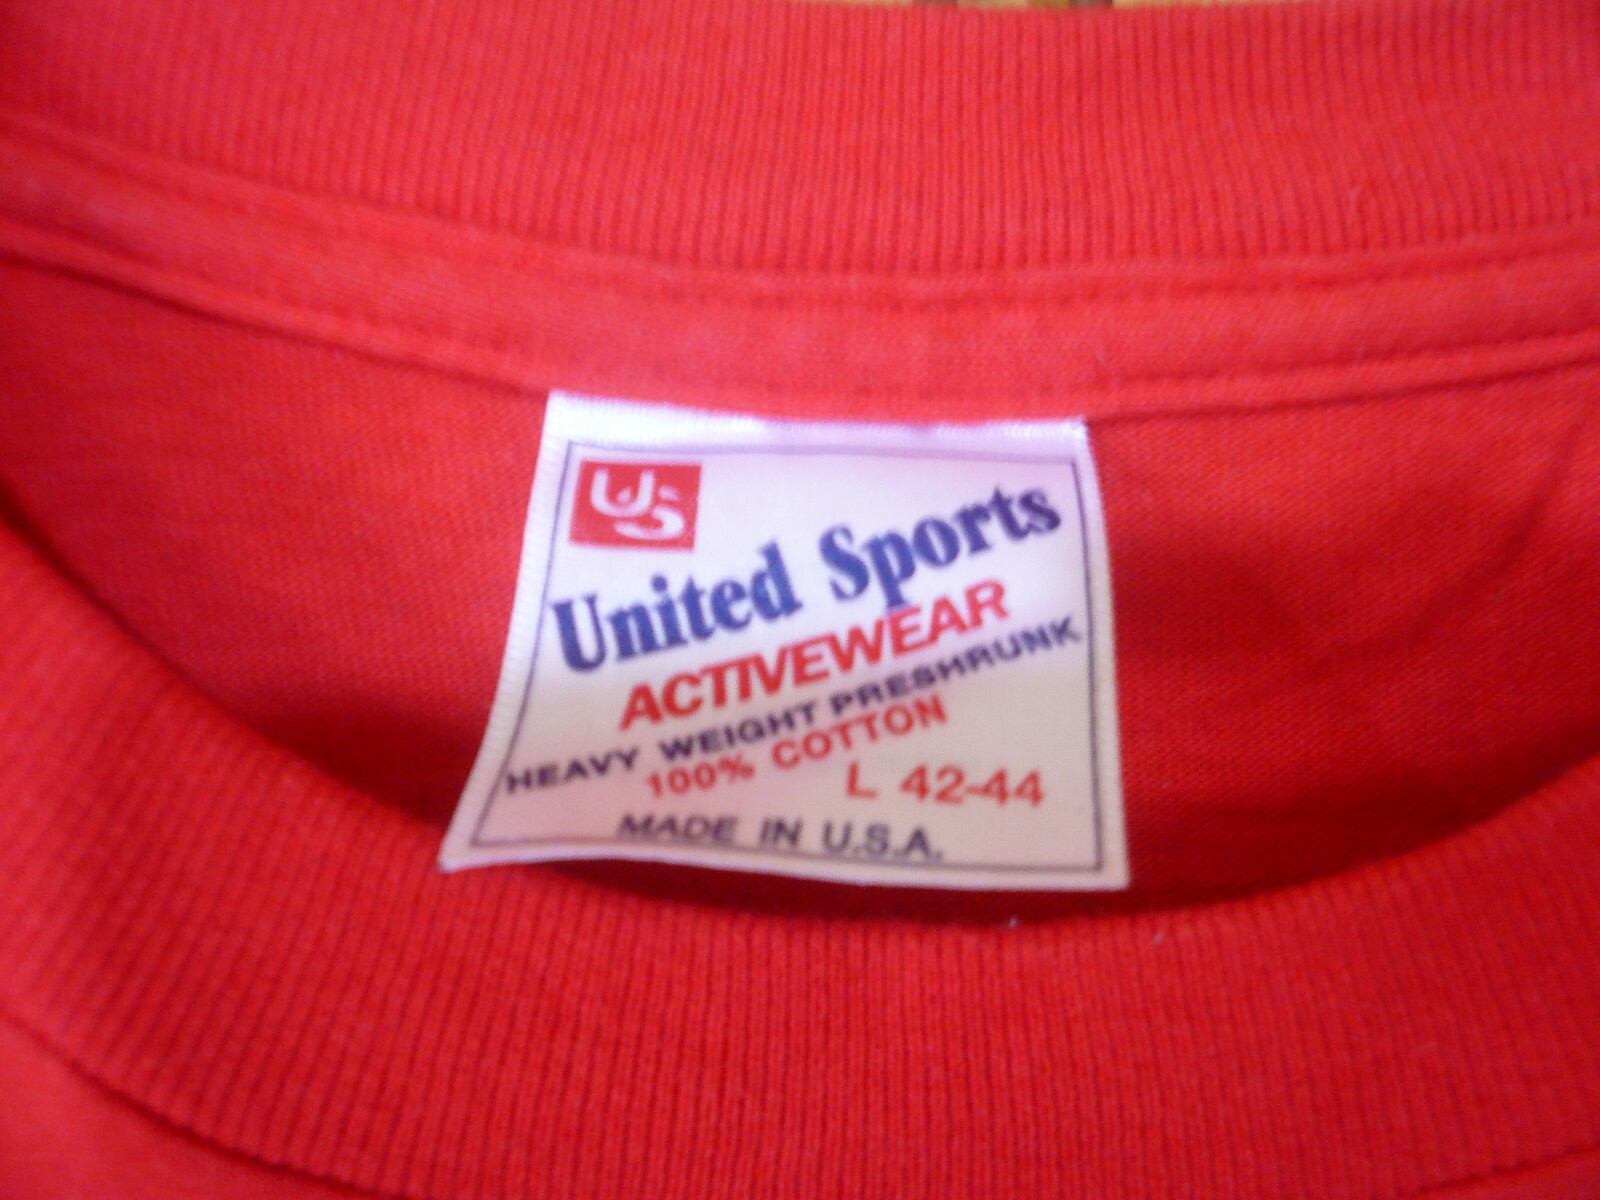 US
United Sports
ACTIVEWEAR
HEAVY WEIGHT PRESHRUNK
100% COTTON
L 42-44
MADE IN U.S.A.